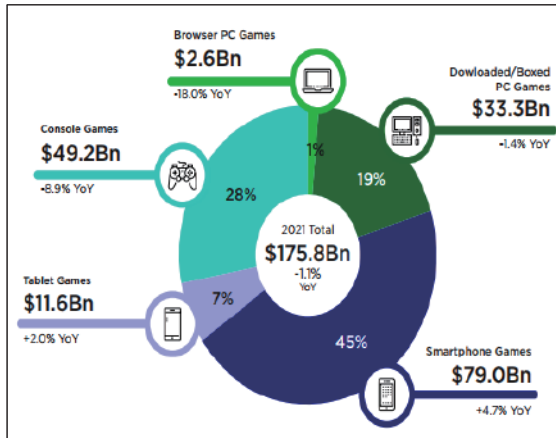 Browser PC Games
$2.6Bn
-18.0% YoY
Dowloaded/Boxed
PC Games
$33.3Bn
-1.4% YoY
Console Games
$49.2Bn
-8.9% YoY
1%
19%
28%
2021 Total
$175.8Bn
-1.1%
YoY
Tablet Games
$11.6Bn
+2.0% YoY
7%
45%
Smartphone Games
$79.0Bn
+4.7% YoY